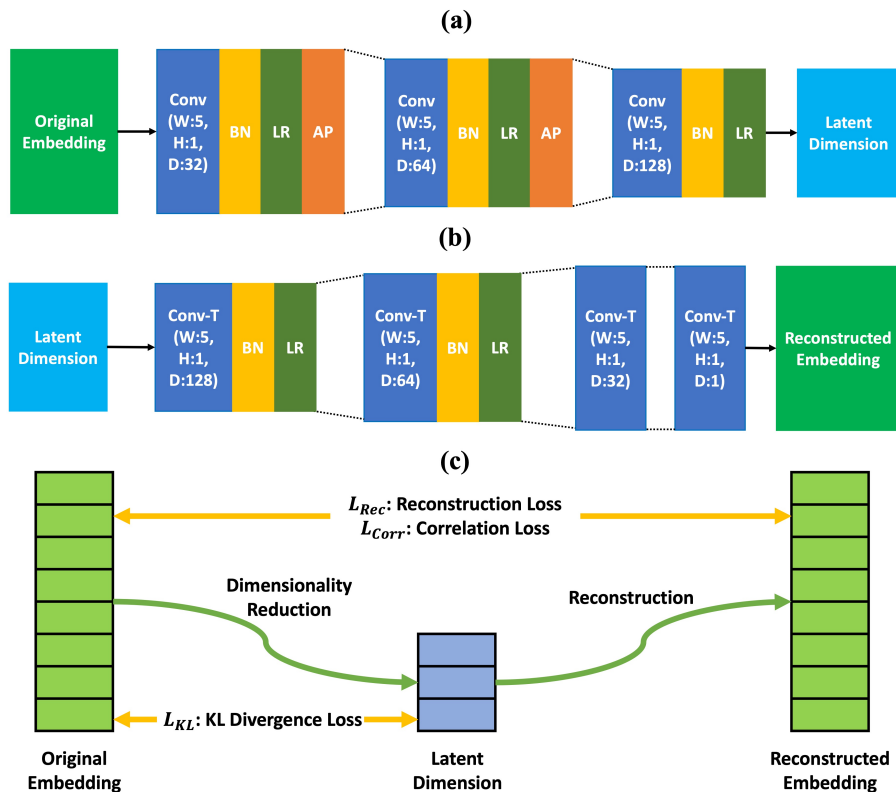 (a)
Original
Embedding
Conv
(W:5,
H:1,
D:32)
BN
LR
AP
Conv
(W:5,
H:1,
D:64)
BN
LR
AP
Conv
(W:5,
H:1,
D:128)
BN
LR
Latent
Dimension
(b)
Latent
Dimension
Conv-T
(W:5,
H:1,
D:128)
BN
LR
Conv-T
(W:5,
H:1,
D:64)
BN
LR
Conv-T
(W:5,
H:1,
D:32)
Conv-T
(W:5,
H:1,
D:1)
Reconstructed
Embedding
(c)
L_Rec: Reconstruction Loss
L_Corr: Correlation Loss
Dimensionality
Reduction
Reconstruction
L_KL: KL Divergence Loss
Original
Embedding
Latent
Dimension
Reconstructed
Embedding